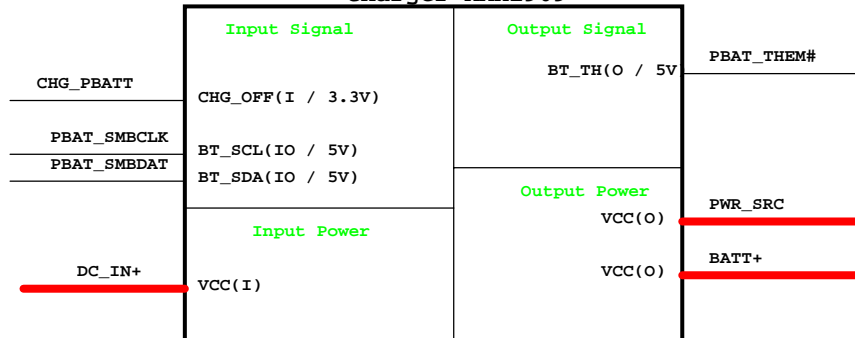 Input Signal
Output Signal
PBAT_THEM#
BT_TH(O / 5V
CHG_PBATT
CHG_OFF(I / 3.3V)
PBAT_SMBCLK
BT_SCL(IO / 5V)
PBAT_SMBDAT
BT_SDA(IO / 5V)
Output Power
PWR_SRC
VCC(O)
Input Power
BATT+
DC_IN+
VCC(O)
VCC(I)